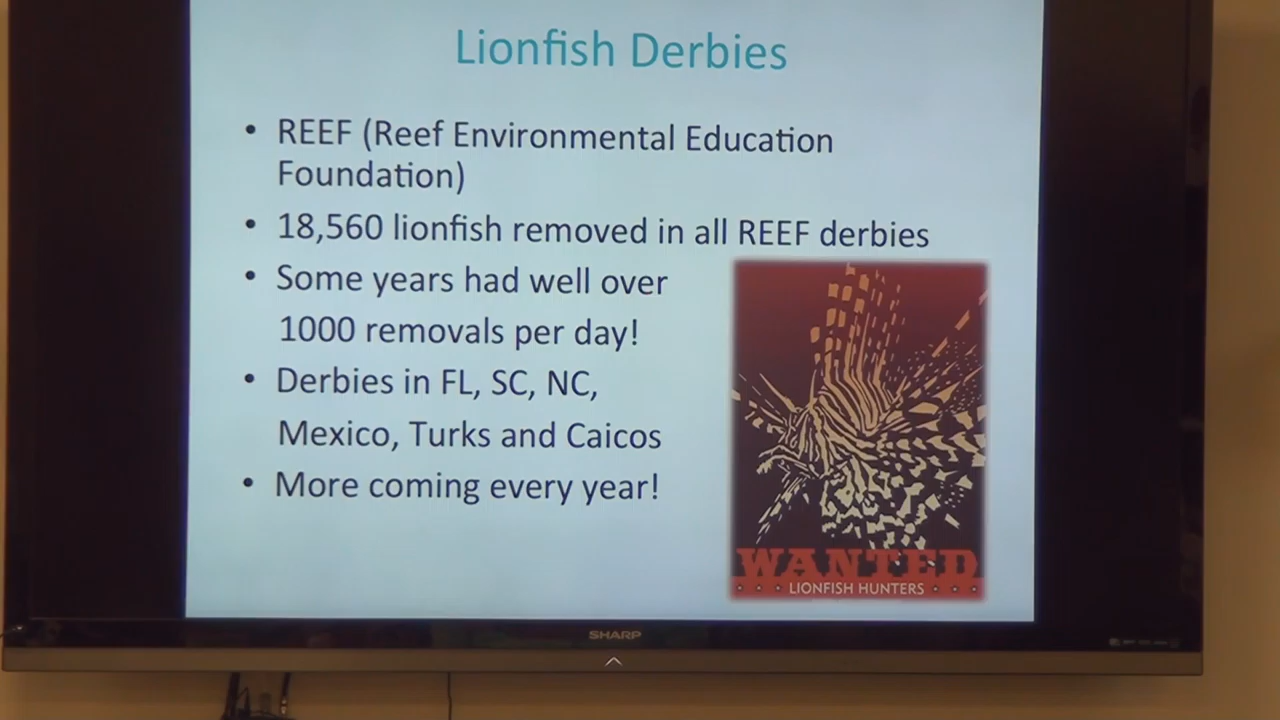 Lionfish Derbies
• REEF (Reef Environmental Education
Foundation)
• 18,560 lionfish removed in all REEF derbies
• Some years had well over
1000 removals per day!
• Derbies in FL, SC, NC,
Mexico, Turks and Caicos
• More coming every year!
WANTED
LIONFISH HUNTERS
SHARP